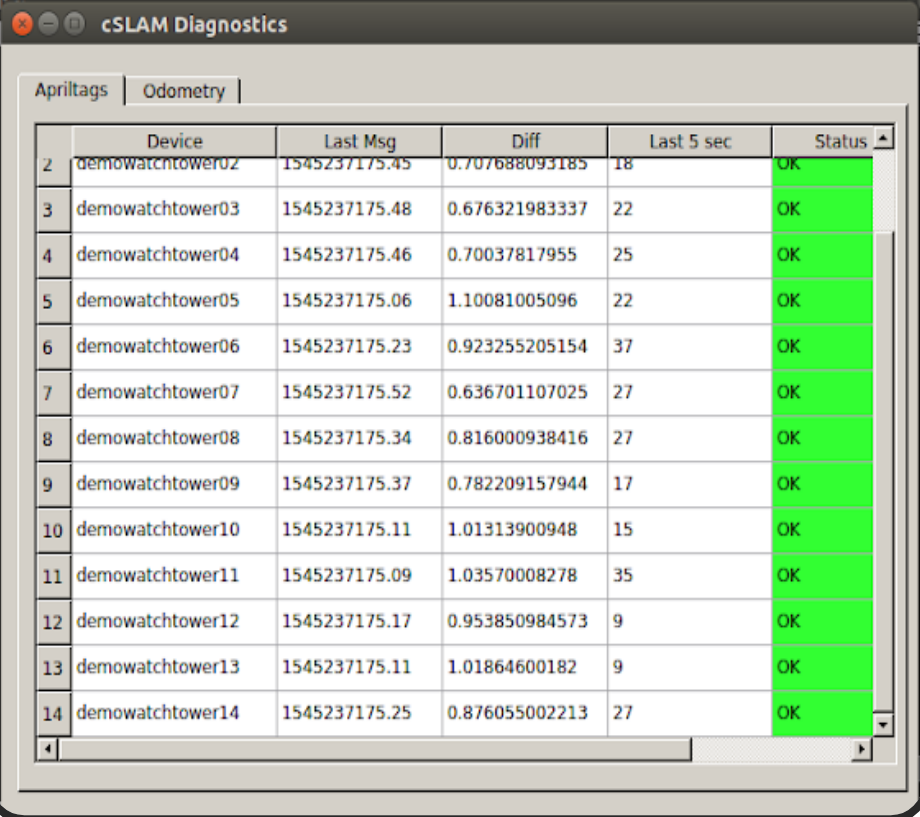 cSLAM Diagnostics
Apriltags Odometry
Device Last Msg Diff Last 5 sec Status
2 demowatchtower02 1545237175.45 0.707688093185 18 OK
3 demowatchtower03 1545237175.48 0.676321983337 22 OK
4 demowatchtower04 1545237175.46 0.70037817955 25 OK
5 demowatchtower05 1545237175.06 1.10081005096 22 OK
6 demowatchtower06 1545237175.23 0.923255205154 37 OK
7 demowatchtower07 1545237175.52 0.636701107025 27 OK
8 demowatchtower08 1545237175.34 0.816000938416 27 OK
9 demowatchtower09 1545237175.37 0.782209157944 17 OK
10 demowatchtower10 1545237175.11 1.01313900948 15 OK
11 demowatchtower11 1545237175.09 1.03570008278 35 OK
12 demowatchtower12 1545237175.17 0.953850984573 9 OK
13 demowatchtower13 1545237175.11 1.01864600182 9 OK
14 demowatchtower14 1545237175.25 0.876055002213 27 OK